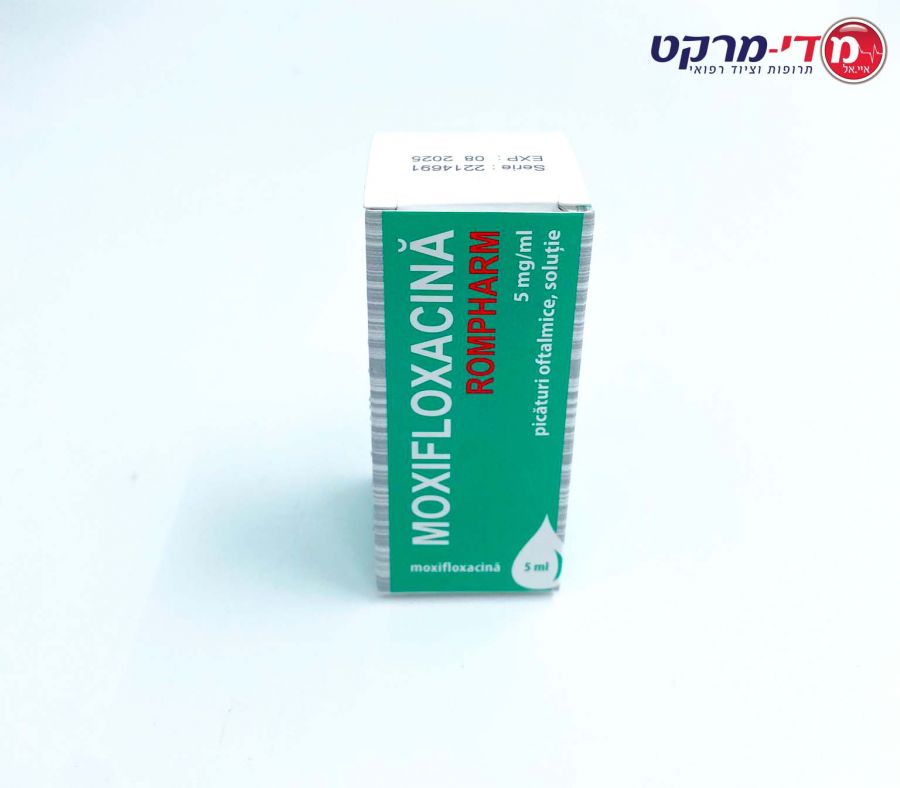 די-מרקט
תרופות וציוד רפואי
מ
איי.אל
Serie : 2214691
EXP : 08 2025
MOXIFLOXACINĂ
ROMPHARM
5 mg/ml
picături oftalmice, soluție
moxifloxacină
5 ml